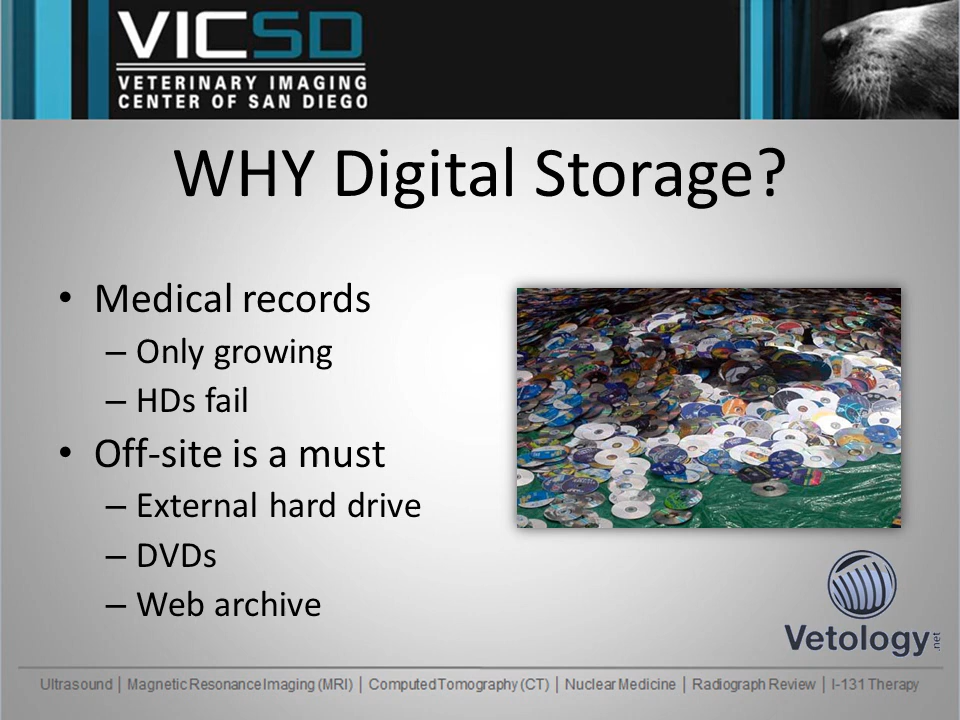 VICSD
VETERINARY IMAGING
CENTER OF SAN DIEGO
WHY Digital Storage?
• Medical records
– Only growing
– HDs fail
• Off-site is a must
– External hard drive
– DVDs
– Web archive
Vetology.net
Ultrasound | Magnetic Resonance Imaging (MRI) | Computed Tomography (CT) | Nuclear Medicine | Radiograph Review | I-131 Therapy